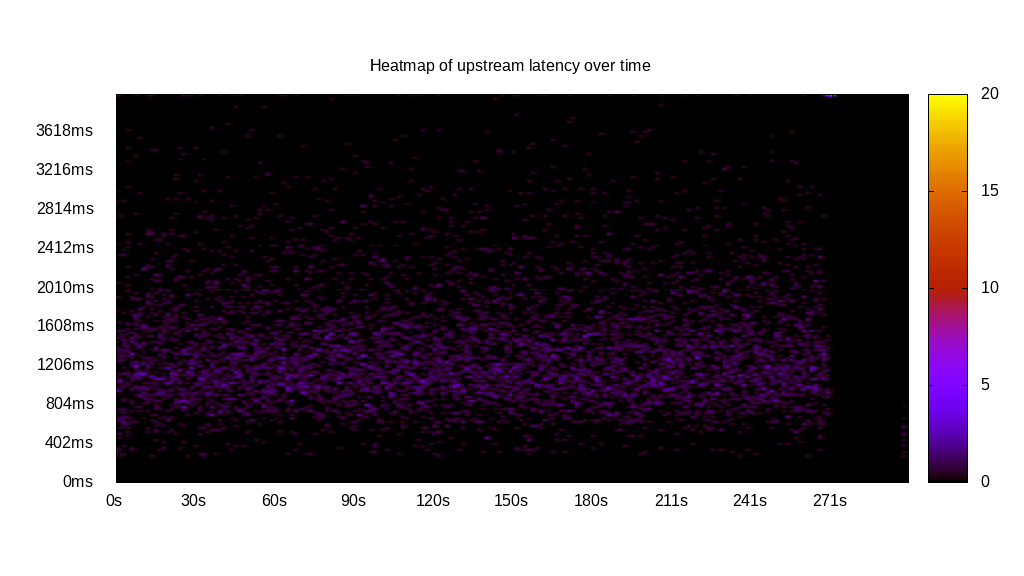 Heatmap of upstream latency over time
3618ms
3216ms
2814ms
2412ms
2010ms
1608ms
1206ms
804ms
402ms
0ms
0s 30s 60s 90s 120s 150s 180s 211s 241s 271s
20
15
10
5
0